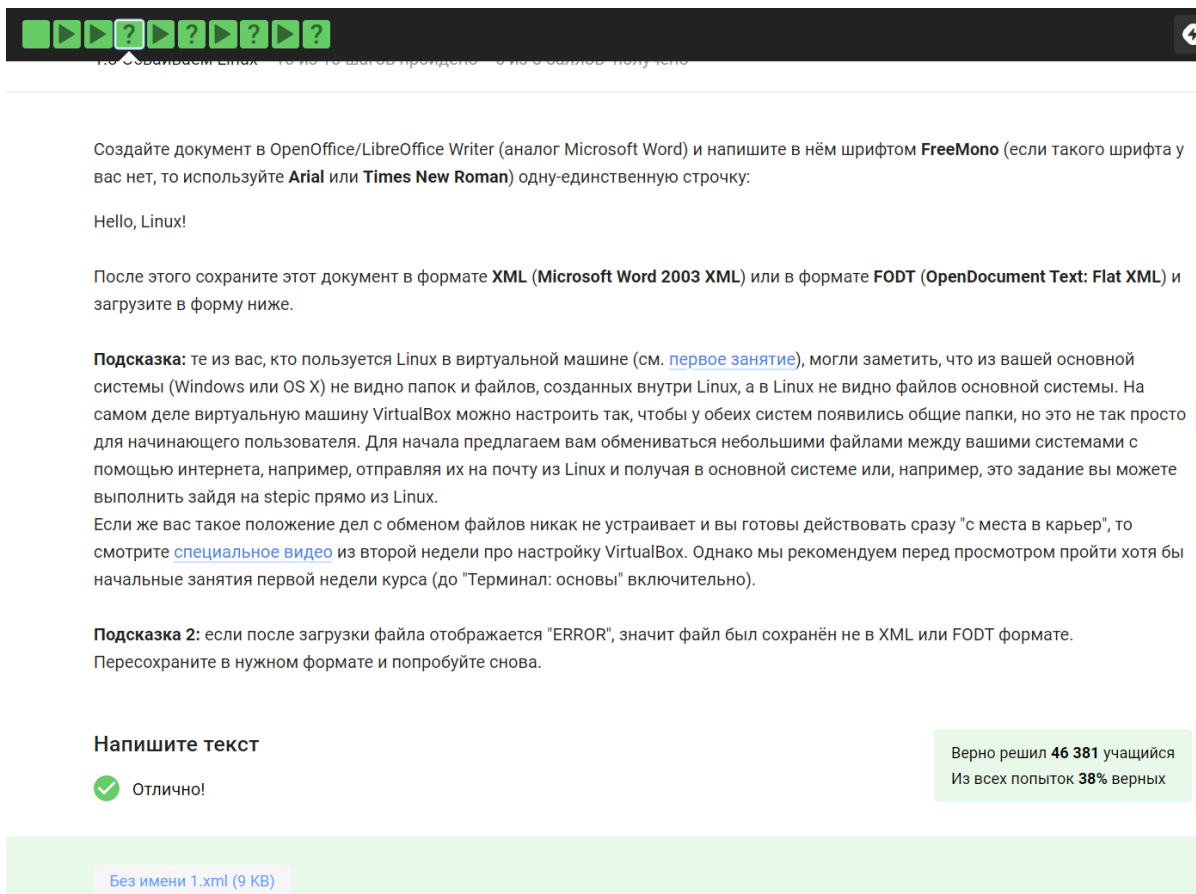 ? ? ? ?
Создайте документ в OpenOffice/LibreOffice Writer (аналог Microsoft Word) и напишите в нём шрифтом FreeMono (если такого шрифта у
вас нет, то используйте Arial или Times New Roman) одну-единственную строчку:
Hello, Linux!
После этого сохраните этот документ в формате XML (Microsoft Word 2003 XML) или в формате FODT (OpenDocument Text: Flat XML) и
загрузите в форму ниже.
Подсказка: те из вас, кто пользуется Linux в виртуальной машине (см. первое занятие), могли заметить, что из вашей основной
системы (Windows или OS X) не видно папок и файлов, созданных внутри Linux, а в Linux не видно файлов основной системы. На
самом деле виртуальную машину VirtualBox можно настроить так, чтобы у обеих систем появились общие папки, но это не так просто
для начинающего пользователя. Для начала предлагаем вам обмениваться небольшими файлами между вашими системами с
помощью интернета, например, отправляя их на почту из Linux и получая в основной системе или, например, это задание вы можете
выполнить зайдя на stepic прямо из Linux.
Если же вас такое положение дел с обменом файлов никак не устраивает и вы готовы действовать сразу "с места в карьер", то
смотрите специальное видео из второй недели про настройку VirtualBox. Однако мы рекомендуем перед просмотром пройти хотя бы
начальные занятия первой недели курса (до "Терминал: основы" включительно).
Подсказка 2: если после загрузки файла отображается "ERROR", значит файл был сохранён не в XML или FODT формате.
Пересохраните в нужном формате и попробуйте снова.
Напишите текст
Отлично!
Верно решил 46 381 учащийся
Из всех попыток 38% верных
Без имени 1.xml (9 KB)